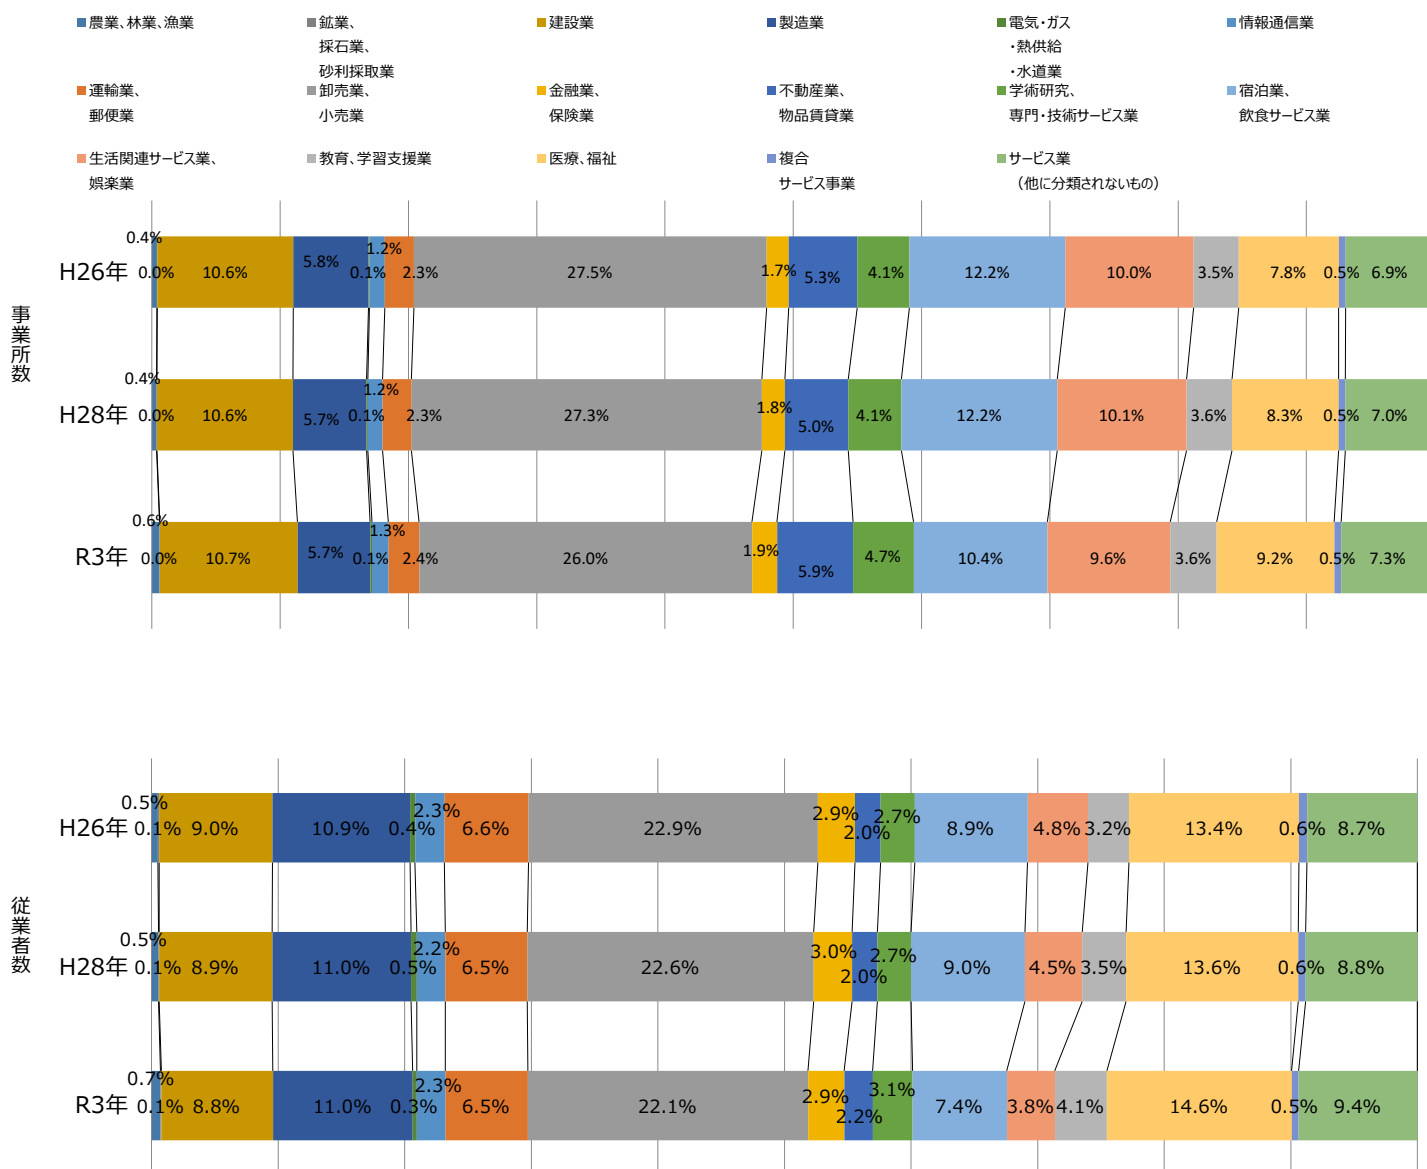 農業、林業、漁業
鉱業、
採石業、
砂利採取業
建設業
製造業
電気・ガス
・熱供給
・水道業
情報通信業
運輸業、
郵便業
卸売業、
小売業
金融業、
保険業
不動産業、
物品賃貸業
学術研究、
専門・技術サービス業
宿泊業、
飲食サービス業
生活関連サービス業、
娯楽業
教育、学習支援業
医療、福祉
複合
サービス事業
サービス業
（他に分類されないもの）
事業所数
H26年
0.4%
0.0%
10.6%
5.8%
0.1%
1.2%
2.3%
27.5%
1.7%
5.3%
4.1%
12.2%
10.0%
3.5%
7.8%
0.5%
6.9%
H28年
0.4%
0.0%
10.6%
5.7%
0.1%
1.2%
2.3%
27.3%
1.8%
5.0%
4.1%
12.2%
10.1%
3.6%
8.3%
0.5%
7.0%
R3年
0.6%
0.0%
10.7%
5.7%
0.1%
1.3%
2.4%
26.0%
1.9%
5.9%
4.7%
10.4%
9.6%
3.6%
9.2%
0.5%
7.3%
従業者数
H26年
0.5%
0.1%
9.0%
10.9%
0.4%
2.3%
6.6%
22.9%
2.9%
2.0%
2.7%
8.9%
4.8%
3.2%
13.4%
0.6%
8.7%
H28年
0.5%
0.1%
8.9%
11.0%
0.5%
2.2%
6.5%
22.6%
3.0%
2.0%
2.7%
9.0%
4.5%
3.5%
13.6%
0.6%
8.8%
R3年
0.7%
0.1%
8.8%
11.0%
0.3%
2.3%
6.5%
22.1%
2.9%
2.2%
3.1%
7.4%
3.8%
4.1%
14.6%
0.5%
9.4%